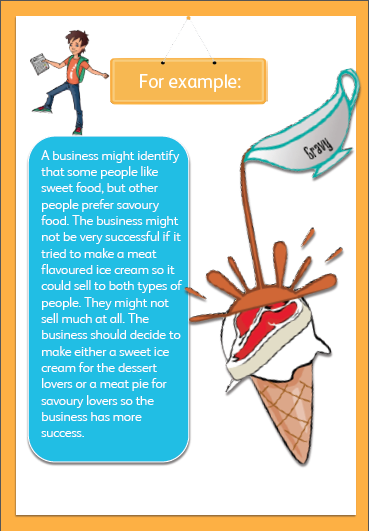 For example:
A business might identify
that some people like
sweet food, but other
people prefer savoury
food. The business might
not be very successful if it
tried to make a meat
flavoured ice cream so it
could sell to both types of
people. They might not
sell much at all. The
business should decide to
make either a sweet ice
cream for the dessert
lovers or a meat pie for
savoury lovers so the
business has more
success.
Gravy